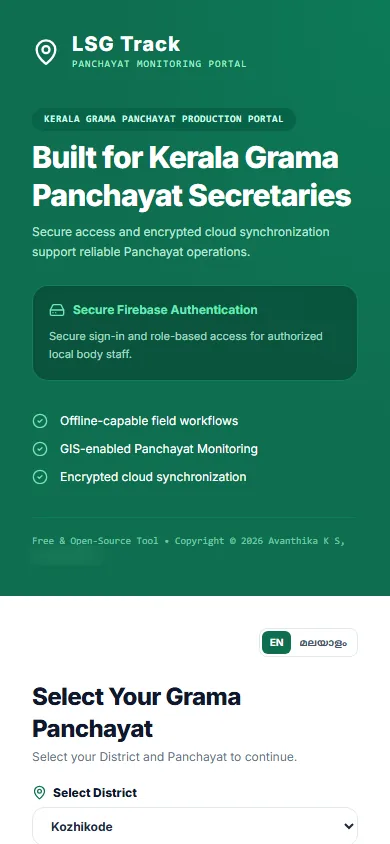 LSG Track
PANCHAYAT MONITORING PORTAL
KERALA GRAMA PANCHAYAT PRODUCTION PORTAL
Built for Kerala Grama
Panchayat Secretaries
Secure access and encrypted cloud synchronization
support reliable Panchayat operations.
Secure Firebase Authentication
Secure sign-in and role-based access for authorized
local body staff.
Offline-capable field workflows
GIS-enabled Panchayat Monitoring
Encrypted cloud synchronization
Free & Open-Source Tool • Copyright © 2026 Avanthika K S,
EN മലയാളം
Select Your Grama
Panchayat
Select your District and Panchayat to continue.
Select District
Kozhikode